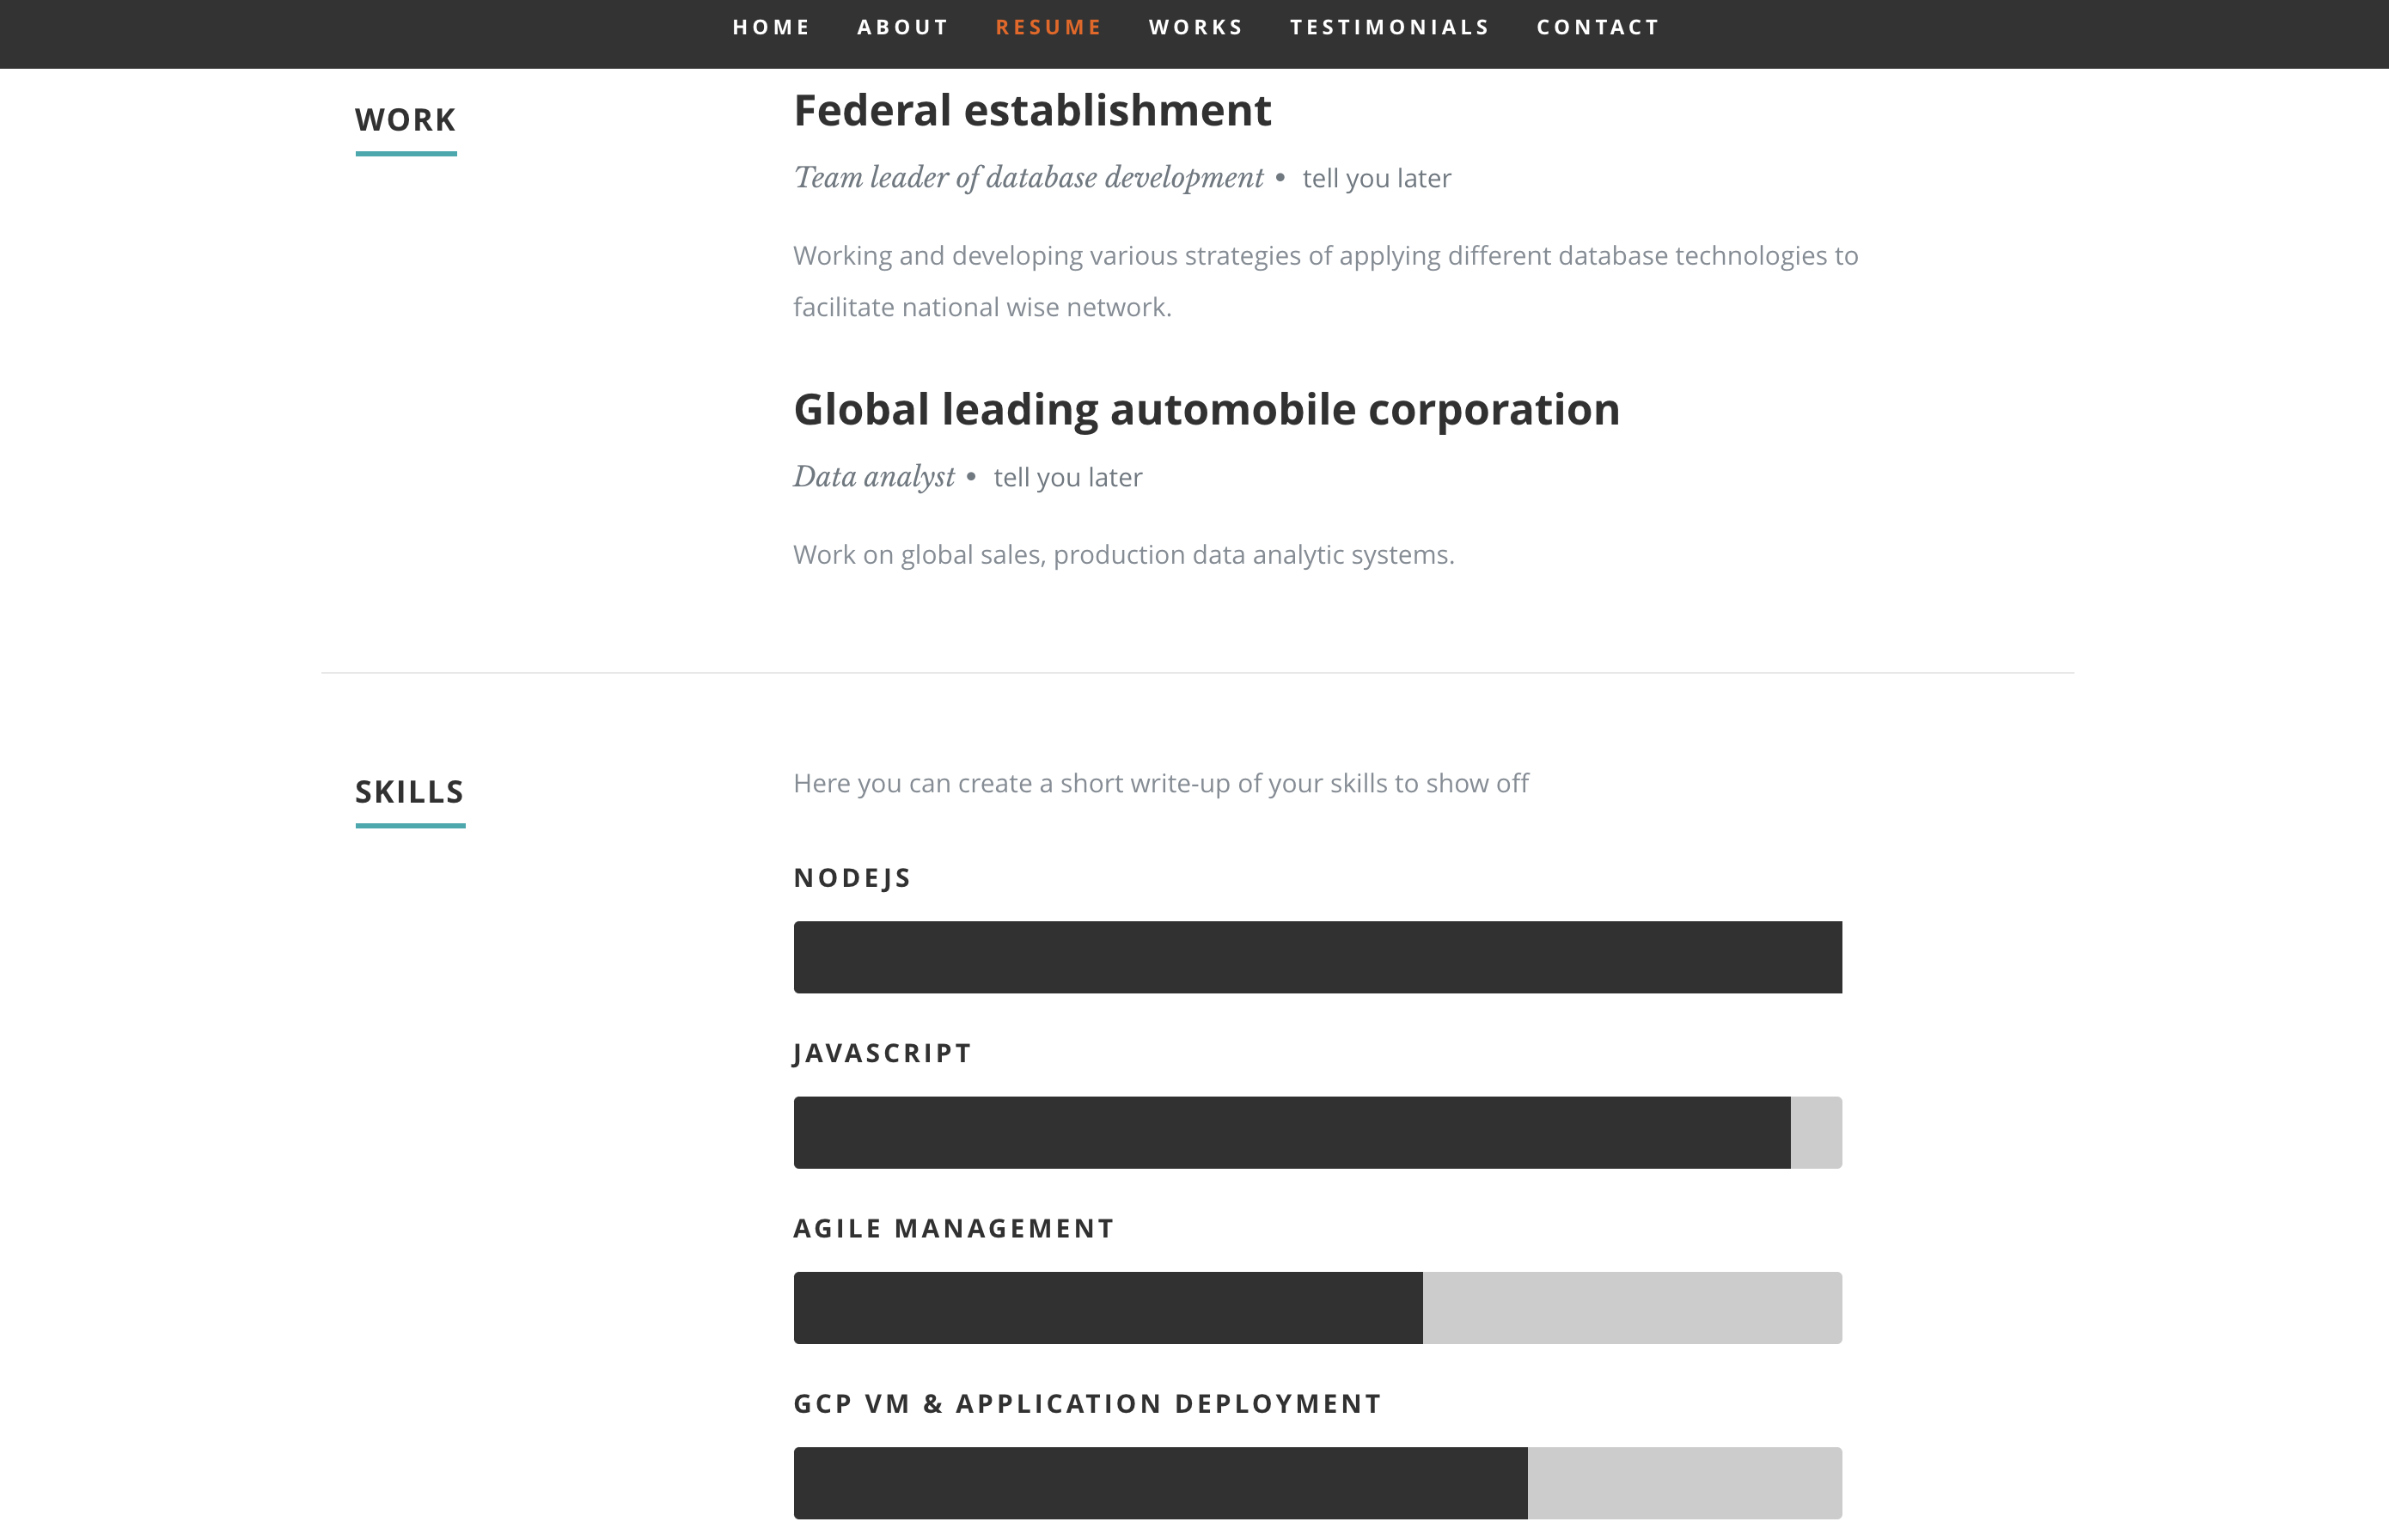 HOME ABOUT RESUME WORKS TESTIMONIALS CONTACT
WORK
Federal establishment
Team leader of database development • tell you later
Working and developing various strategies of applying different database technologies to
facilitate national wise network.
Global leading automobile corporation
Data analyst • tell you later
Work on global sales, production data analytic systems.
SKILLS
Here you can create a short write-up of your skills to show off
NODEJS
JAVASCRIPT
AGILE MANAGEMENT
GCP VM & APPLICATION DEPLOYMENT